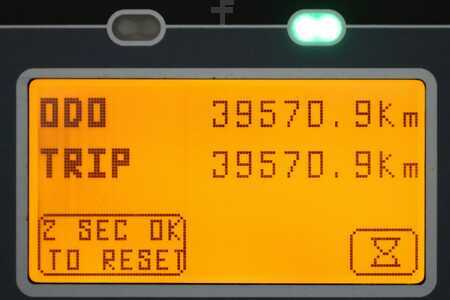 ODO 39570.9Km
TRIP 39570.9Km
2 SEC OK
TO RESET